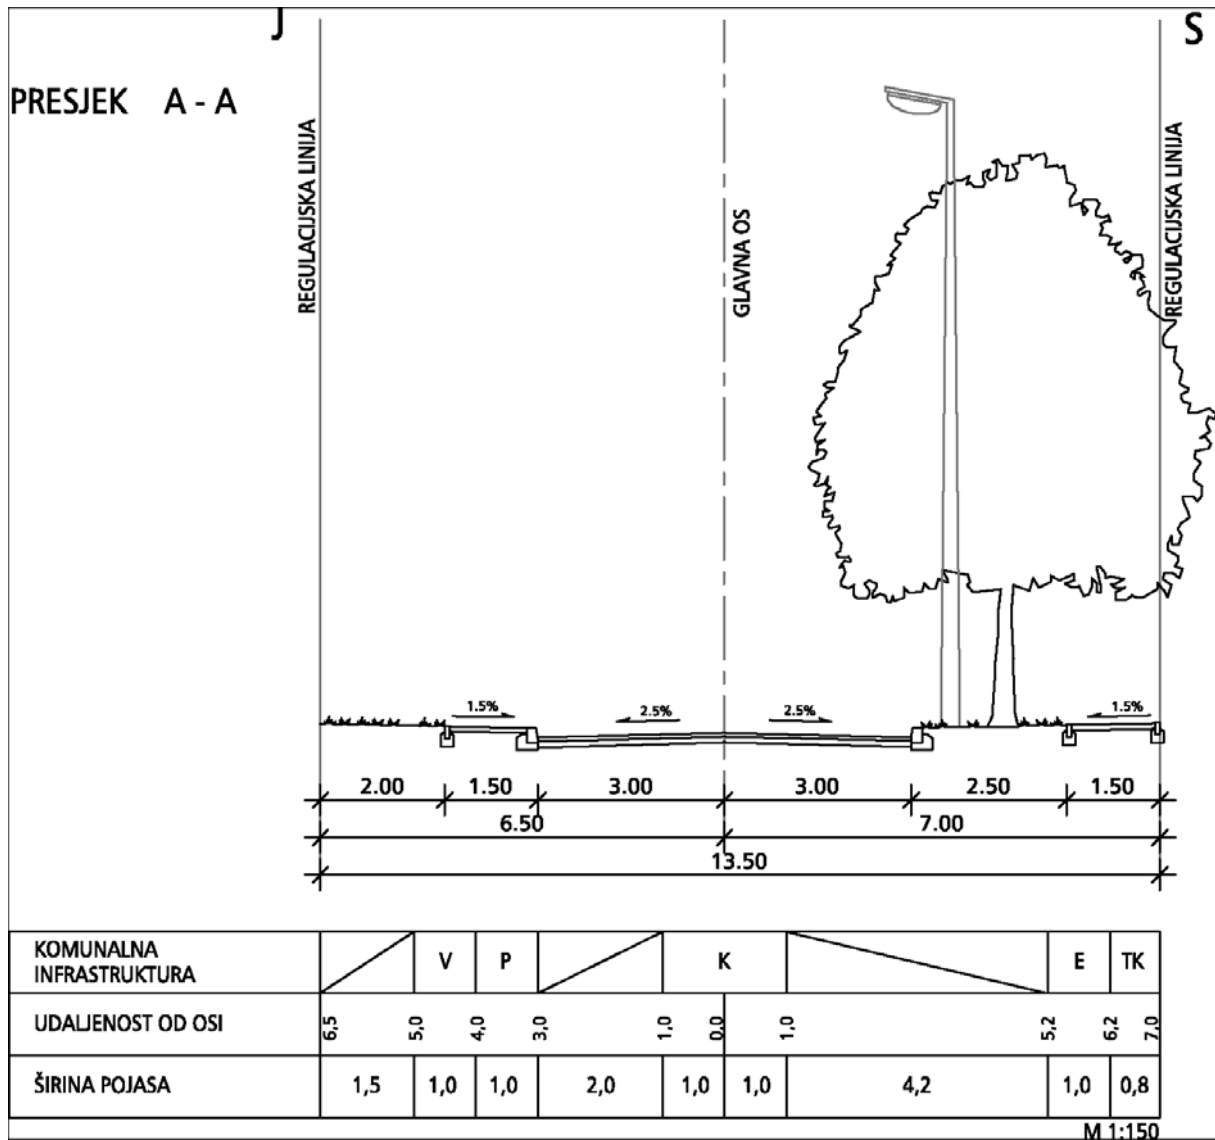 J
S
PRESJEK A - A
REGULACIJSKA LINIJA
GLAVNA OS
REGULACIJSKA LINIJA
1.5%
2.5%
2.5%
1.5%
2.00 1.50 3.00 3.00 2.50 1.50
6.50 7.00
13.50
KOMUNALNA
INFRASTRUKTURA
V P K E TK
UDALJENOST OD OSI 6,5 5,0 4,0 3,0 1,0 0,0 1,0 5,2 6,2 7,0
ŠIRINA POJASA 1,5 1,0 1,0 2,0 1,0 1,0 4,2 1,0 0,8
M 1:150